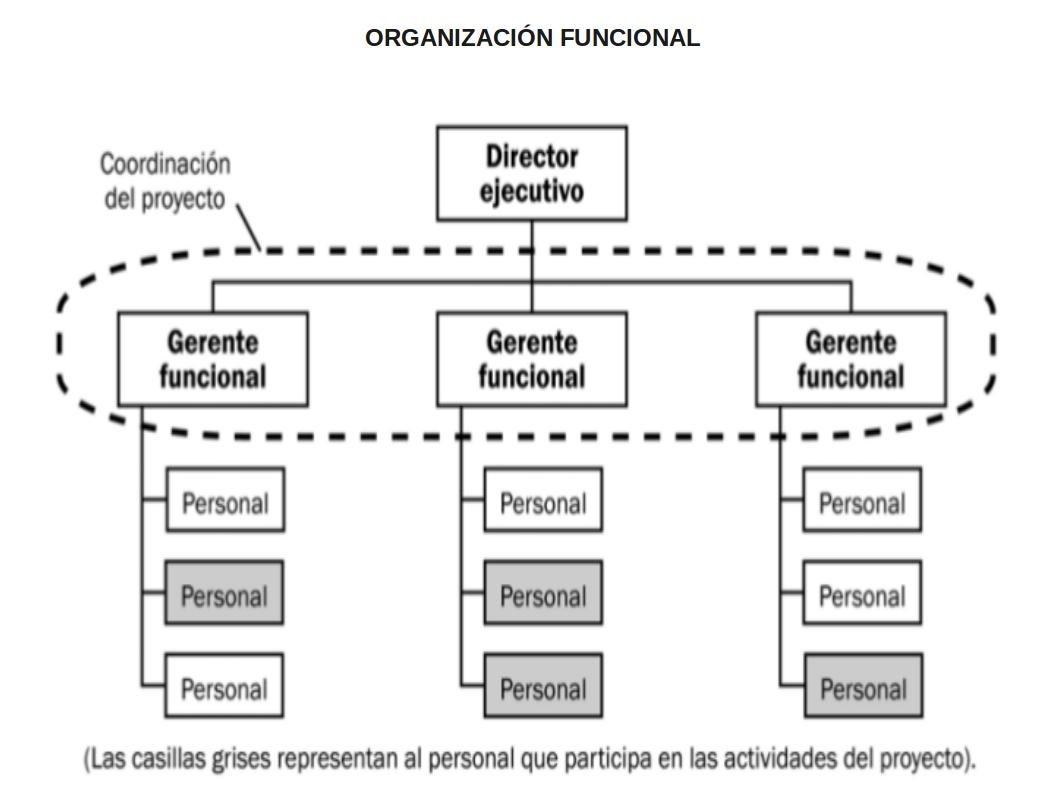 ORGANIZACIÓN FUNCIONAL
Coordinación
del proyecto
Director
ejecutivo
Gerente
funcional
Gerente
funcional
Gerente
funcional
Personal
Personal
Personal
Personal
Personal
Personal
Personal
Personal
Personal
(Las casillas grises representan al personal que participa en las actividades del proyecto).